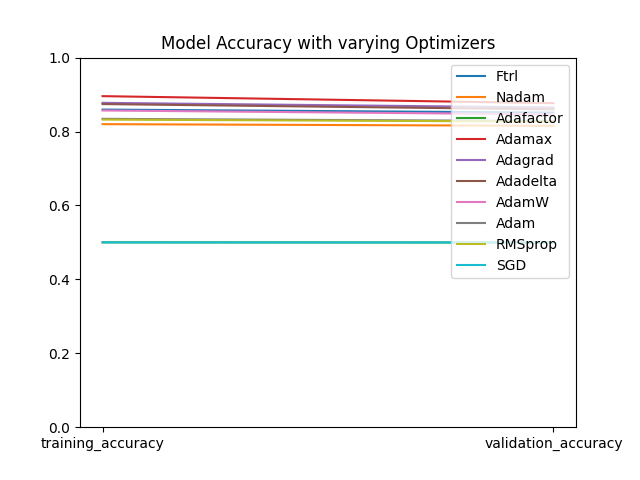 Model Accuracy with varying Optimizers
1.0
0.8
0.6
0.4
0.2
0.0
Ftrl
Nadam
Adafactor
Adamax
Adagrad
Adadelta
AdamW
Adam
RMSprop
SGD
training_accuracy
validation_accuracy